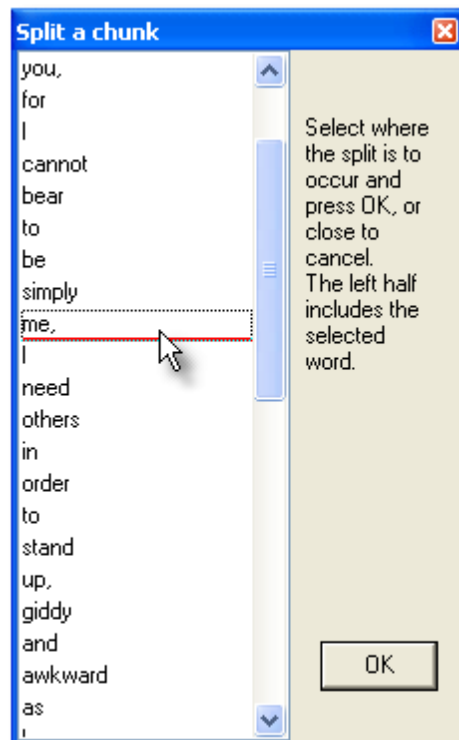 Split a chunk
you,
for
I
cannot
bear
to
be
simply
me,
I
need
others
in
order
to
stand
up,
giddy
and
awkward
as
Select where
the split is to
occur and
press OK, or
close to
cancel.
The left half
includes the
selected
word.
OK